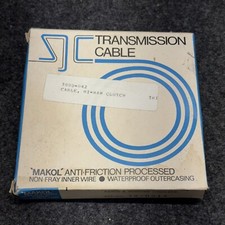 SJC
TRANSMISSION
CABLE
"MAKOL" ANTI-FRICTION PROCESSED
NON-FRAY INNER WIRE ● WATERPROOF OUTERCASING